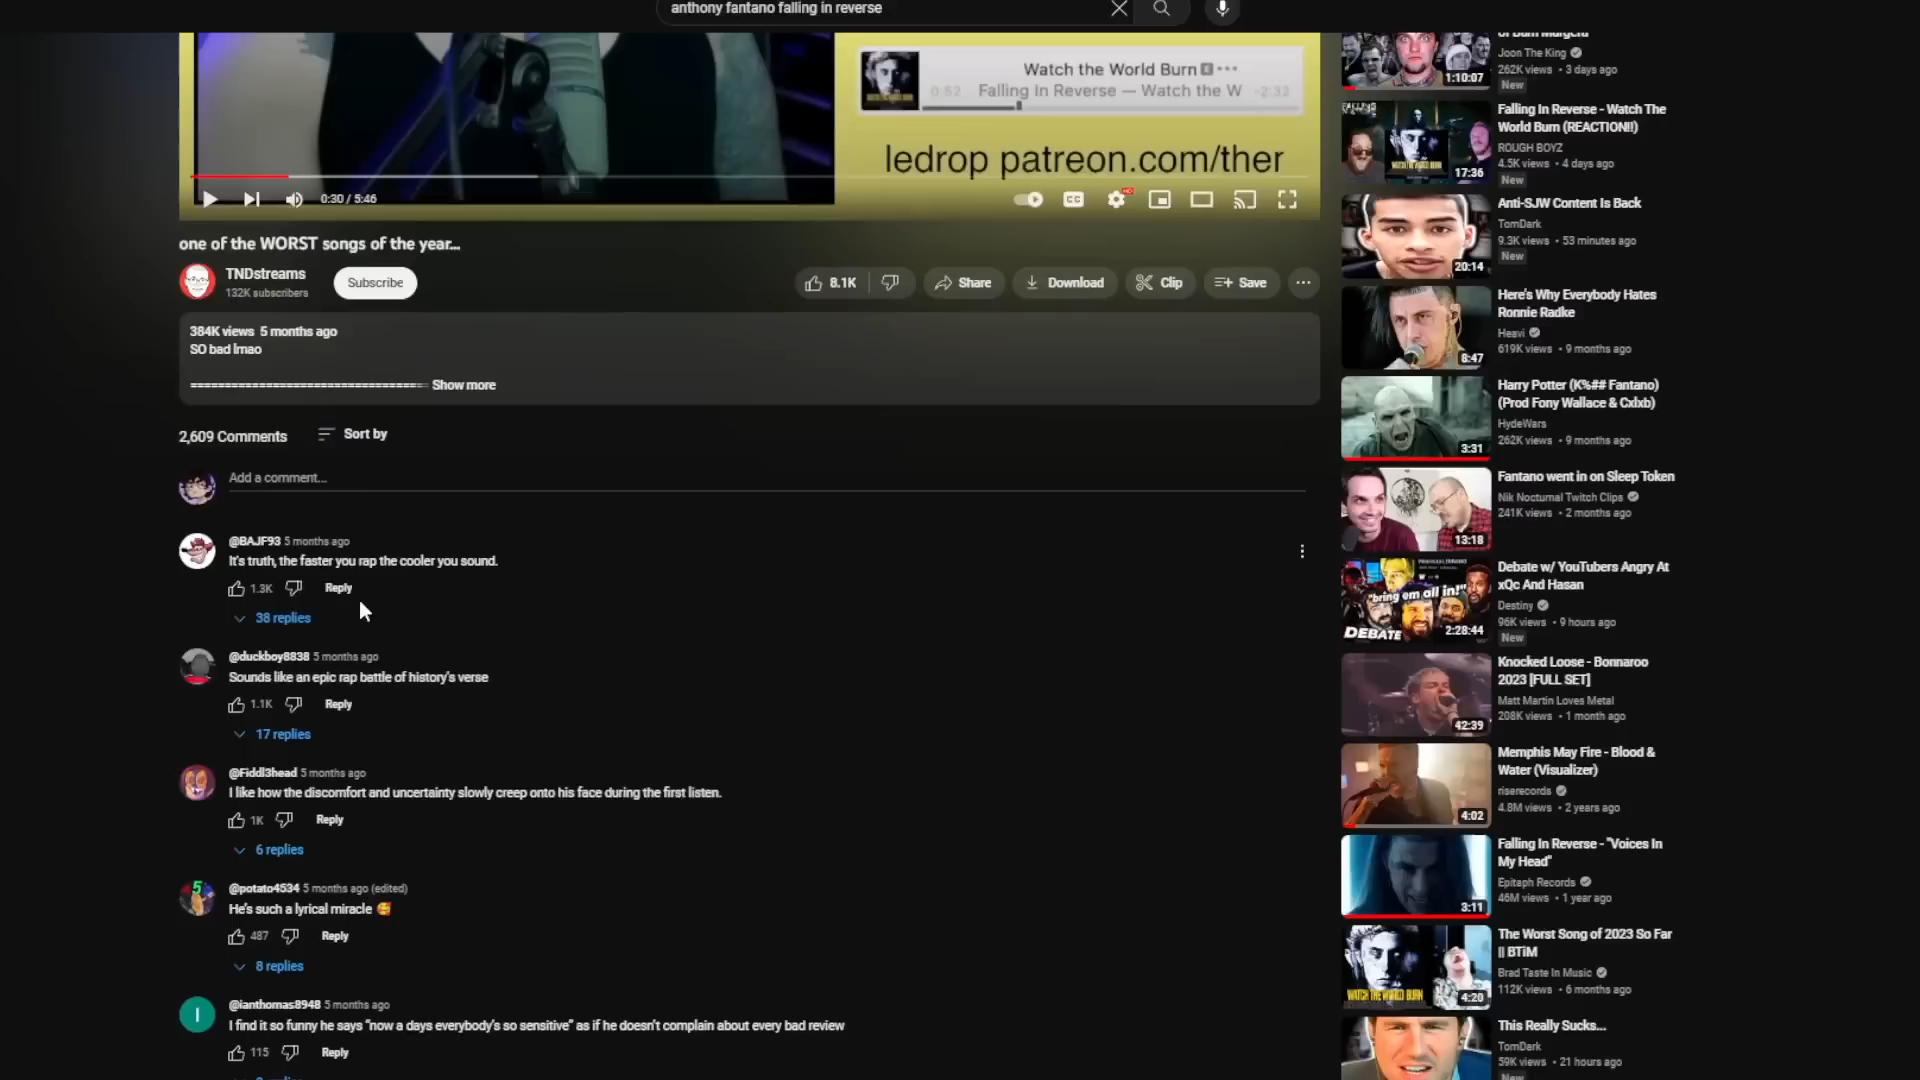 anthony fantano falling in reverse
Watch the World Burn E •••
0:52 Falling In Reverse — Watch the W -2:32
ledrop patreon.com/ther
0:30 / 5:46
CC
HD
one of the WORST songs of the year...
TNDstreams
132K subscribers
Subscribe
8.1K
Share
Download
Clip
Save
384K views 5 months ago
SO bad lmao
Show more
2,609 Comments
Sort by
Add a comment...
@BAJF93 5 months ago
It's truth, the faster you rap the cooler you sound.
1.3K
Reply
38 replies
@duckboy8838 5 months ago
Sounds like an epic rap battle of history's verse
1.1K
Reply
17 replies
@Fiddl3head 5 months ago
I like how the discomfort and uncertainty slowly creep onto his face during the first listen.
1K
Reply
6 replies
@potato4534 5 months ago (edited)
He's such a lyrical miracle 🥰
487
Reply
8 replies
I
@ianthomas8948 5 months ago
I find it so funny he says "now a days everybody's so sensitive" as if he doesn't complain about every bad review
115
Reply
of Bam Margera
Joon The King
262K views • 3 days ago
New
1:10:07
Falling In Reverse - Watch The
World Burn (REACTION!!)
ROUGH BOYZ
4.5K views • 4 days ago
New
17:36
Anti-SJW Content Is Back
TomDark
9.3K views • 53 minutes ago
New
20:14
Here's Why Everybody Hates
Ronnie Radke
Heavi
619K views • 9 months ago
8:47
Harry Potter (K%## Fantano)
(Prod Fony Wallace & Cxlxb)
HydeWars
262K views • 9 months ago
3:31
Fantano went in on Sleep Token
Nik Nocturnal Twitch Clips
241K views • 2 months ago
13:18
Debate w/ YouTubers Angry At
xQc And Hasan
Destiny
96K views • 9 hours ago
New
"bring em all in!"
DEBATE
2:28:44
Knocked Loose - Bonnaroo
2023 [FULL SET]
Matt Martin Loves Metal
208K views • 1 month ago
42:39
Memphis May Fire - Blood &
Water (Visualizer)
riserecords
4.8M views • 2 years ago
4:02
Falling In Reverse - "Voices In
My Head"
Epitaph Records
46M views • 1 year ago
3:11
The Worst Song of 2023 So Far
|| BTiM
Brad Taste In Music
112K views • 6 months ago
WATCH THE WORLD BURN
4:20
This Really Sucks...
TomDark
59K views • 21 hours ago
New